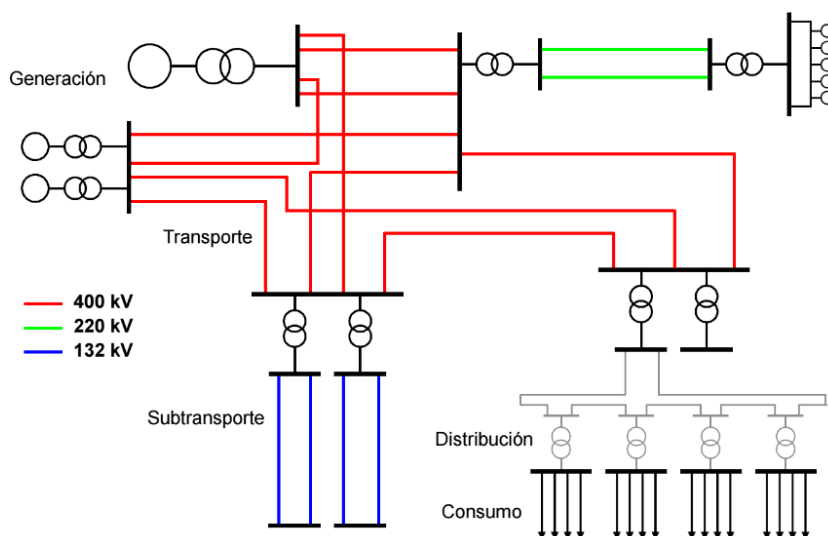 Generación
Transporte
400 kV
220 kV
132 kV
Subtransporte
Distribución
Consumo